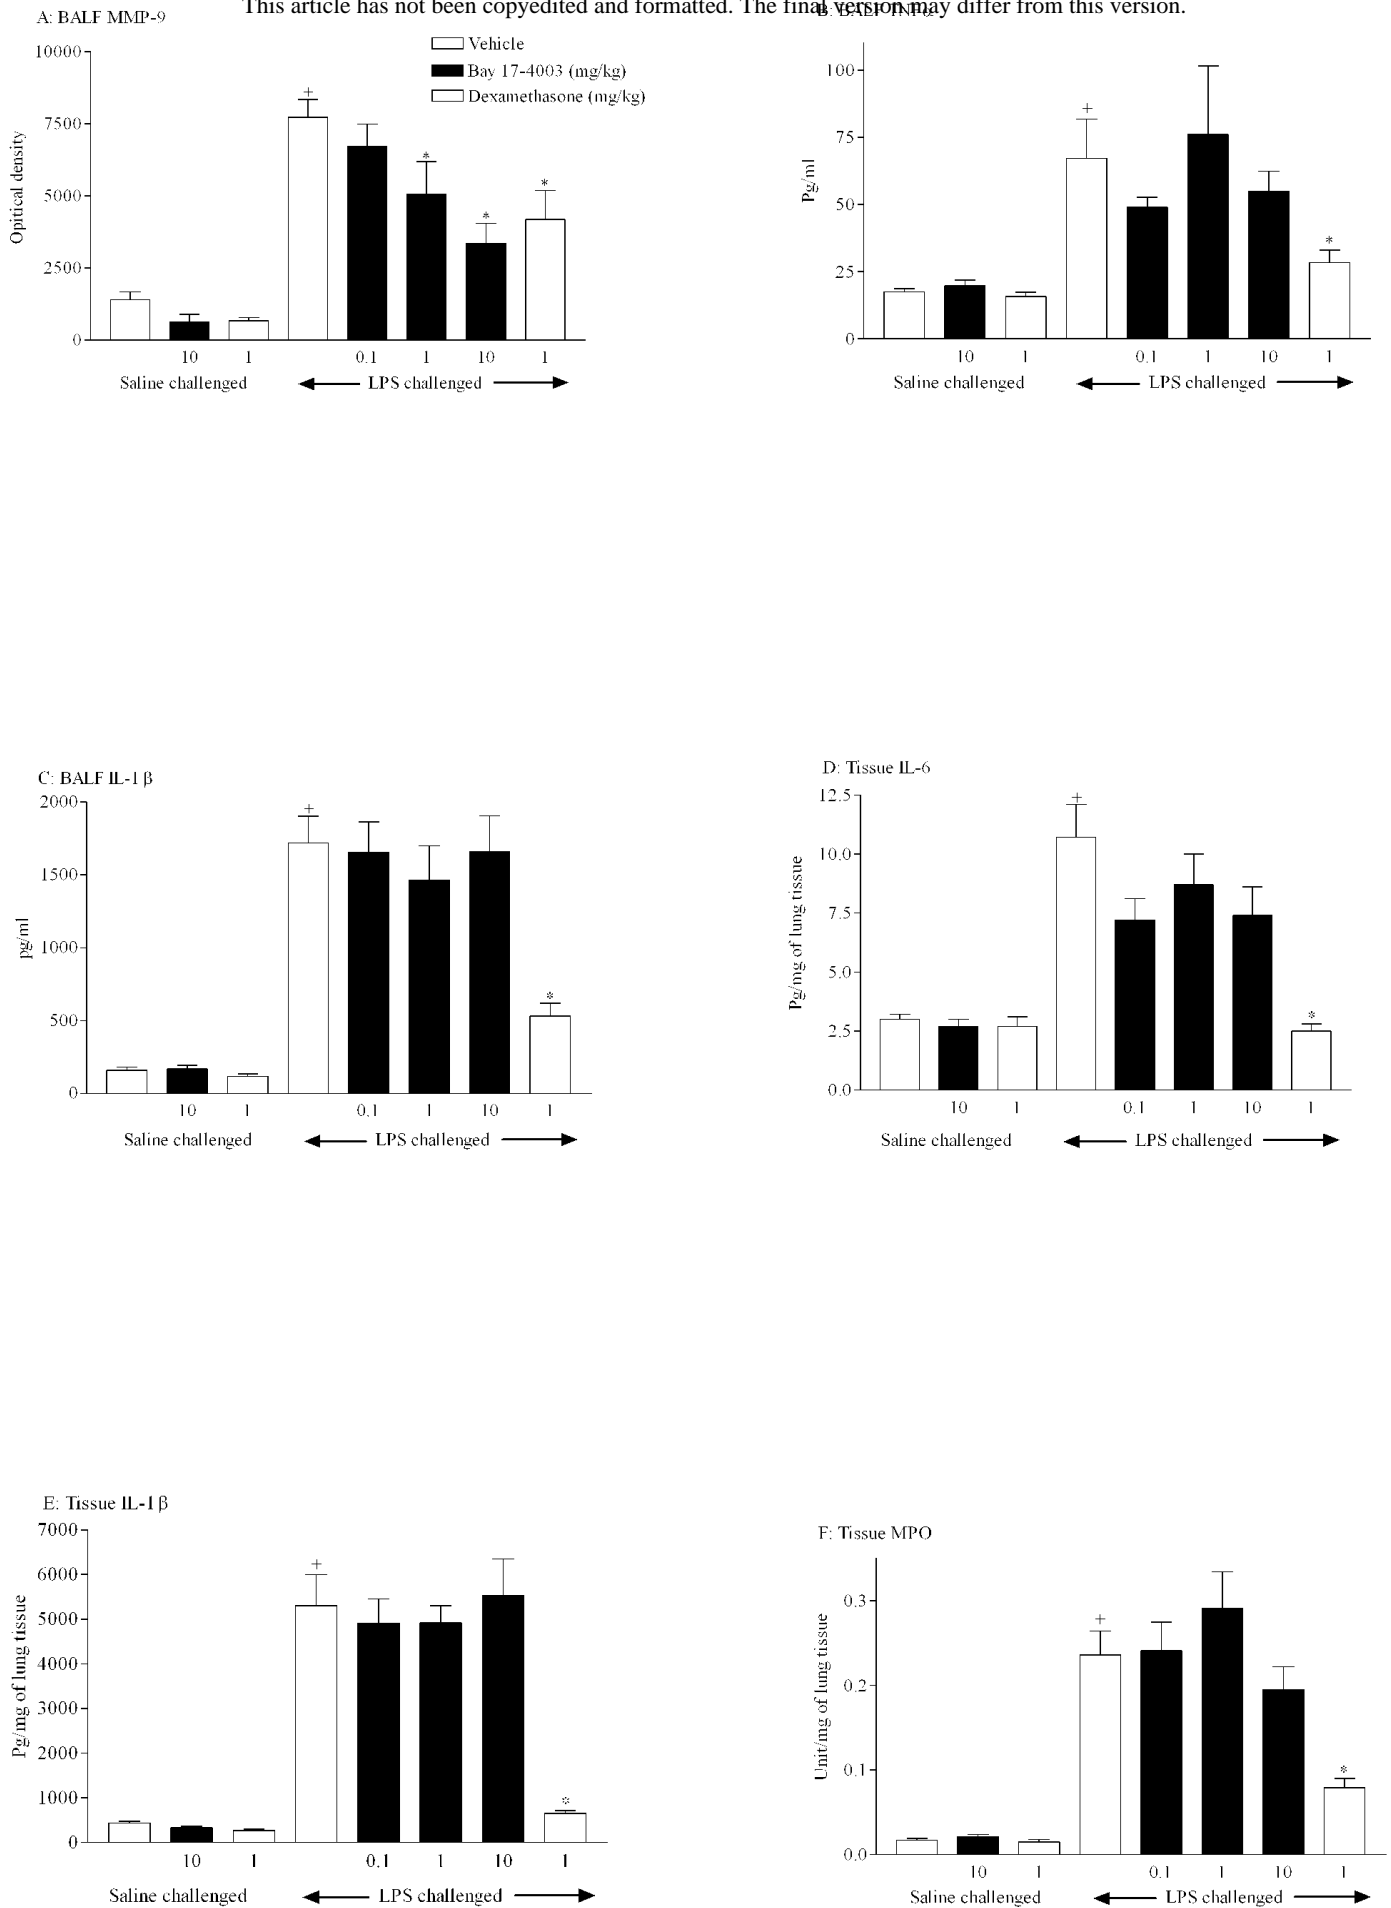 This article has not been copyedited and formatted. The final version may differ from this version.
A: BALF MMP-9
Vehicle
Bay 17-4003 (mg/kg)
Dexamethasone (mg/kg)
Opitical density
10000
7500
5000
2500
0
+
*
*
*
10 1 0.1 1 10 1
Saline challenged LPS challenged
B: BALF TNFα
Pg/ml
100
75
50
25
0
+
*
10 1 0.1 1 10 1
Saline challenged LPS challenged
C: BALF IL-1β
pg/ml
2000
1500
1000
500
0
+
*
10 1 0.1 1 10 1
Saline challenged LPS challenged
D: Tissue IL-6
Pg/mg of lung tissue
12.5
10.0
7.5
5.0
2.5
0.0
+
*
10 1 0.1 1 10 1
Saline challenged LPS challenged
E: Tissue IL-1β
Pg/mg of lung tissue
7000
6000
5000
4000
3000
2000
1000
0
+
*
10 1 0.1 1 10 1
Saline challenged LPS challenged
F: Tissue MPO
Unit/mg of lung tissue
0.3
0.2
0.1
0.0
+
*
10 1 0.1 1 10 1
Saline challenged LPS challenged